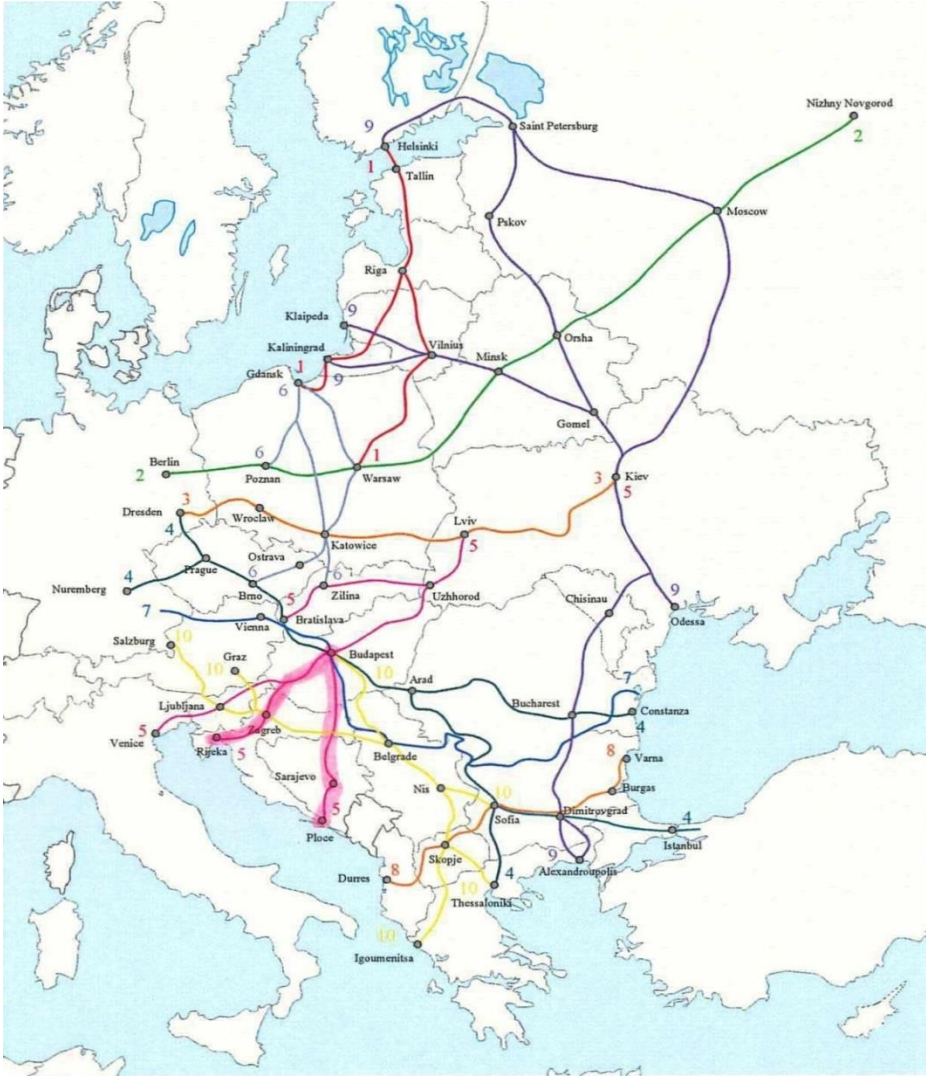 Nizhny Novgorod
2
9
Saint Petersburg
Helsinki
1
Tallin
Moscow
Pskov
Riga
Klaipeda
9
Orsha
Kaliningrad
Vilnius
Minsk
Gdansk
1
9
6
Gomel
6
Berlin
2
Poznan
1
Warsaw
3
Kiev
5
3
Dresden
Wroclaw
Lviv
4
Katowice
5
Ostrava
Prague
4
6
6
Nuremberg
Brno
Zilina
Uzhhorod
5
7
Chisinau
9
Odessa
Vienna
Bratislava
10
Salzburg
Graz
Budapest
10
10
Arad
7
Ljubljana
Bucharest
Constanza
Zagreb
4
5
Venice
Rijeka
5
Belgrade
8
Varna
Sarajevo
Nis
10
Burgas
5
Sofia
Dimitrovgrad
Ploce
4
Istanbul
Skopje
9
Durres
8
4
Alexandroupolis
10
Thessaloniki
10
Igoumenitsa